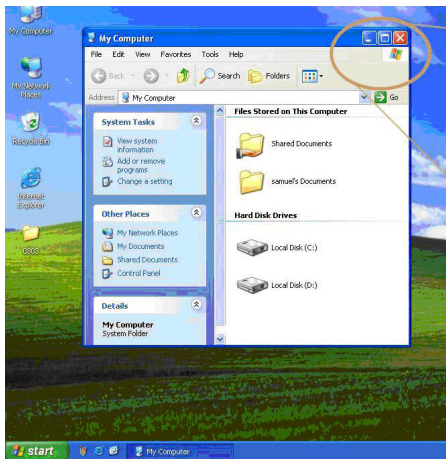 My Computer
My Network
Places
Recycle Bin
Internet
Explorer
0303
My Computer
File Edit View Favorites Tools Help
Back Search Folders
Address My Computer Go
System Tasks
View system
information
Add or remove
programs
Change a setting
Other Places
My Network Places
My Documents
Shared Documents
Control Panel
Details
My Computer
System Folder
Files Stored on This Computer
Shared Documents
samuel's Documents
Hard Disk Drives
Local Disk (C:)
Local Disk (D:)
start My Computer